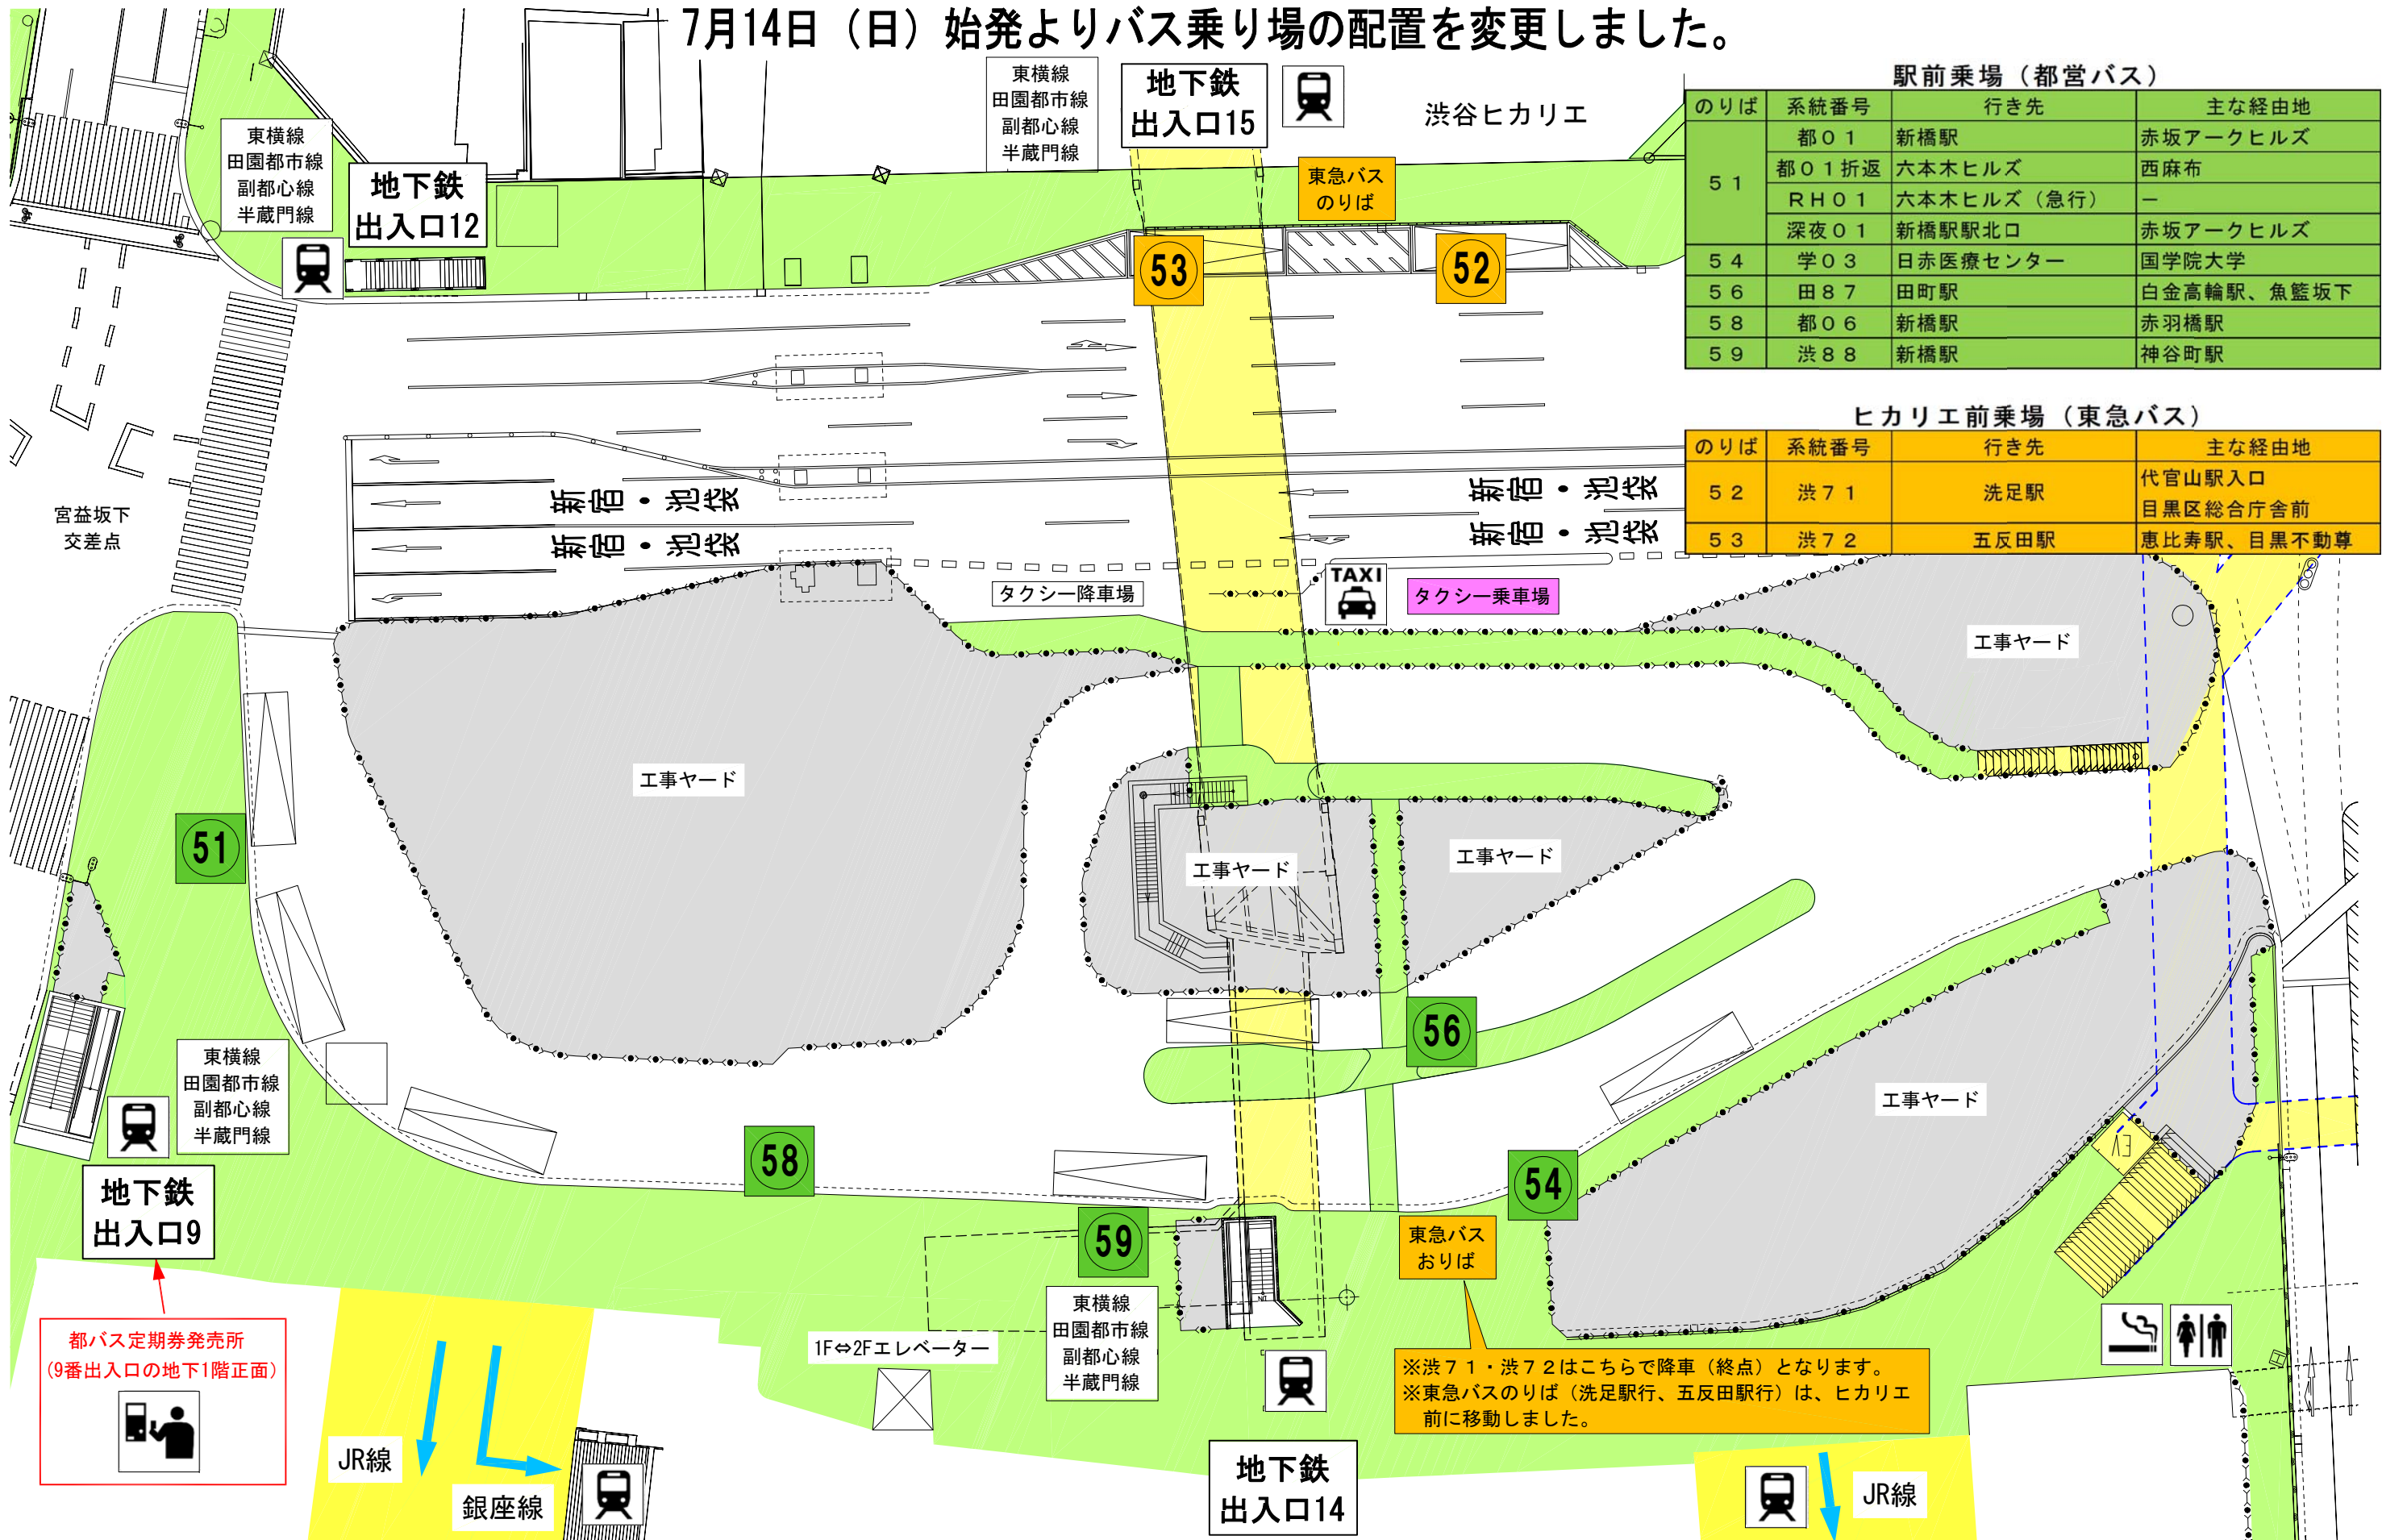 7月14日（日）始発よりバス乗り場の配置を変更しました。
東横線
田園都市線
副都心線
半蔵門線
地下鉄
出入口12
東横線
田園都市線
副都心線
半蔵門線
地下鉄
出入口15
渋谷ヒカリエ
東急バス
のりば
53
52
駅前乗場（都営バス）
のりば 系統番号 行き先 主な経由地
５１ 都０１ 新橋駅 赤坂アークヒルズ
都０１折返 六本木ヒルズ 西麻布
ＲＨ０１ 六本木ヒルズ（急行） －
深夜０１ 新橋駅駅北口 赤坂アークヒルズ
５４ 学０３ 日赤医療センター 国学院大学
５６ 田８７ 田町駅 白金高輪駅、魚籃坂下
５８ 都０６ 新橋駅 赤羽橋駅
５９ 渋８８ 新橋駅 神谷町駅
ヒカリエ前乗場（東急バス）
のりば 系統番号 行き先 主な経由地
５２ 渋７１ 洗足駅 代官山駅入口
目黒区総合庁舎前
５３ 渋７２ 五反田駅 恵比寿駅、目黒不動尊
宮益坂下
交差点
新宿・池袋
新宿・池袋
新宿・池袋
新宿・池袋
タクシー降車場
TAXI
タクシー乗車場
工事ヤード
工事ヤード
工事ヤード
工事ヤード
工事ヤード
51
56
58
54
59
東横線
田園都市線
副都心線
半蔵門線
地下鉄
出入口9
都バス定期券発売所
(9番出入口の地下1階正面)
JR線
銀座線
1F⇔2Fエレベーター
東横線
田園都市線
副都心線
半蔵門線
地下鉄
出入口14
東急バス
おりば
※渋７１・渋７２はこちらで降車（終点）となります。
※東急バスのりば（洗足駅行、五反田駅行）は、ヒカリエ
前に移動しました。
JR線